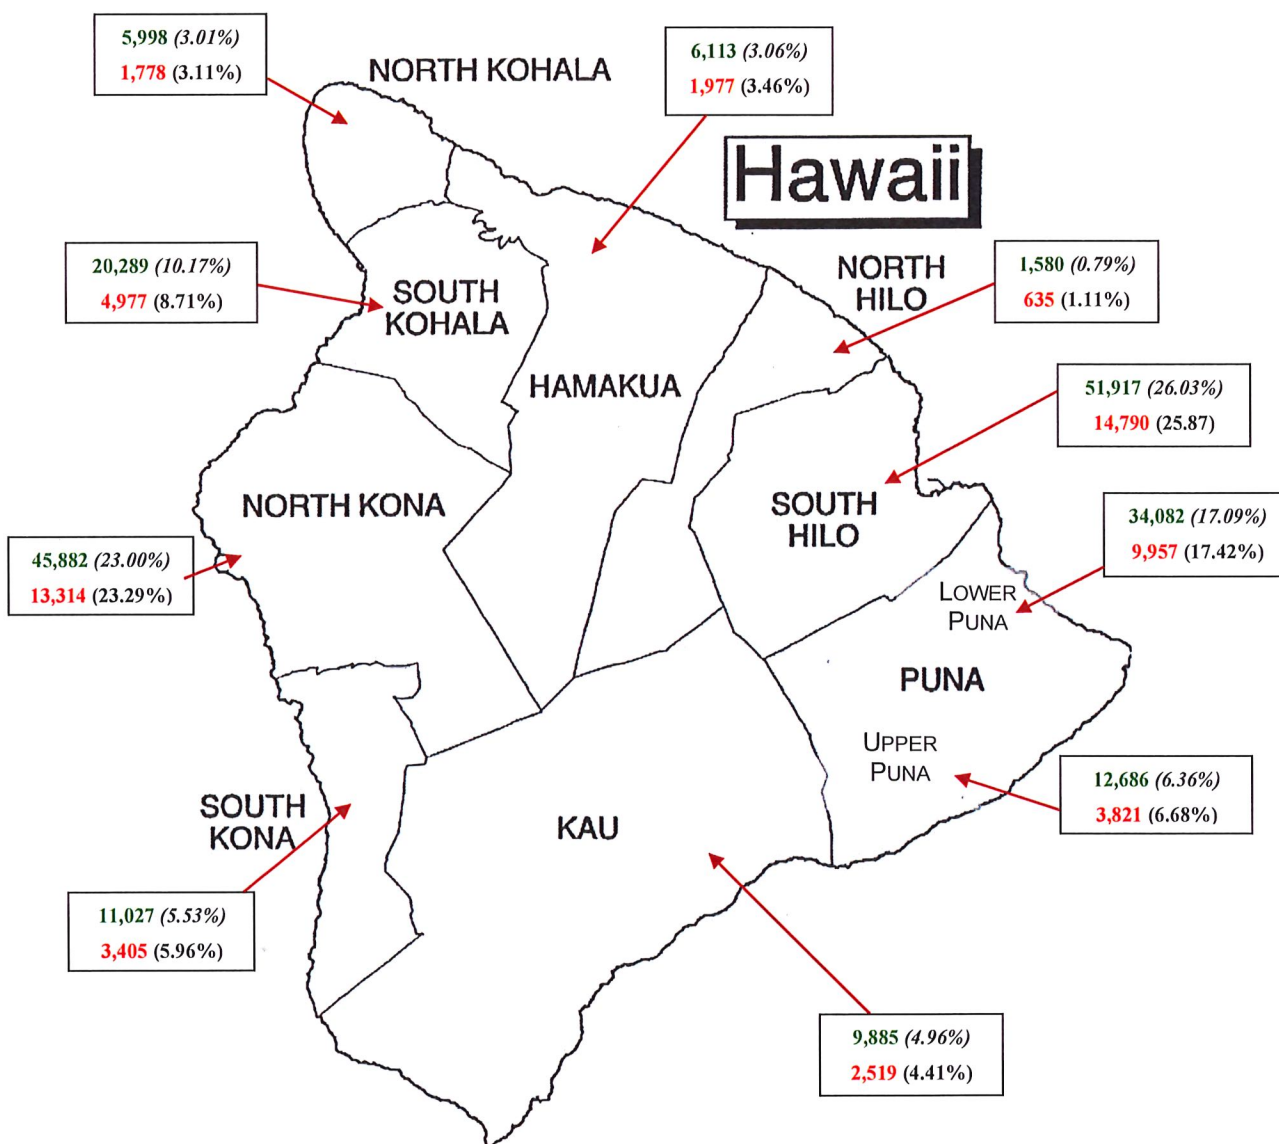 5,998 (3.01%)
1,778 (3.11%)
NORTH KOHALA
6,113 (3.06%)
1,977 (3.46%)
Hawaii
20,289 (10.17%)
4,977 (8.71%)
SOUTH
KOHALA
NORTH
HILO
1,580 (0.79%)
635 (1.11%)
HAMAKUA
51,917 (26.03%)
14,790 (25.87)
NORTH KONA
SOUTH
HILO
34,082 (17.09%)
9,957 (17.42%)
45,882 (23.00%)
13,314 (23.29%)
LOWER
PUNA
PUNA
UPPER
PUNA
12,686 (6.36%)
3,821 (6.68%)
SOUTH
KONA
KAU
11,027 (5.53%)
3,405 (5.96%)
9,885 (4.96%)
2,519 (4.41%)